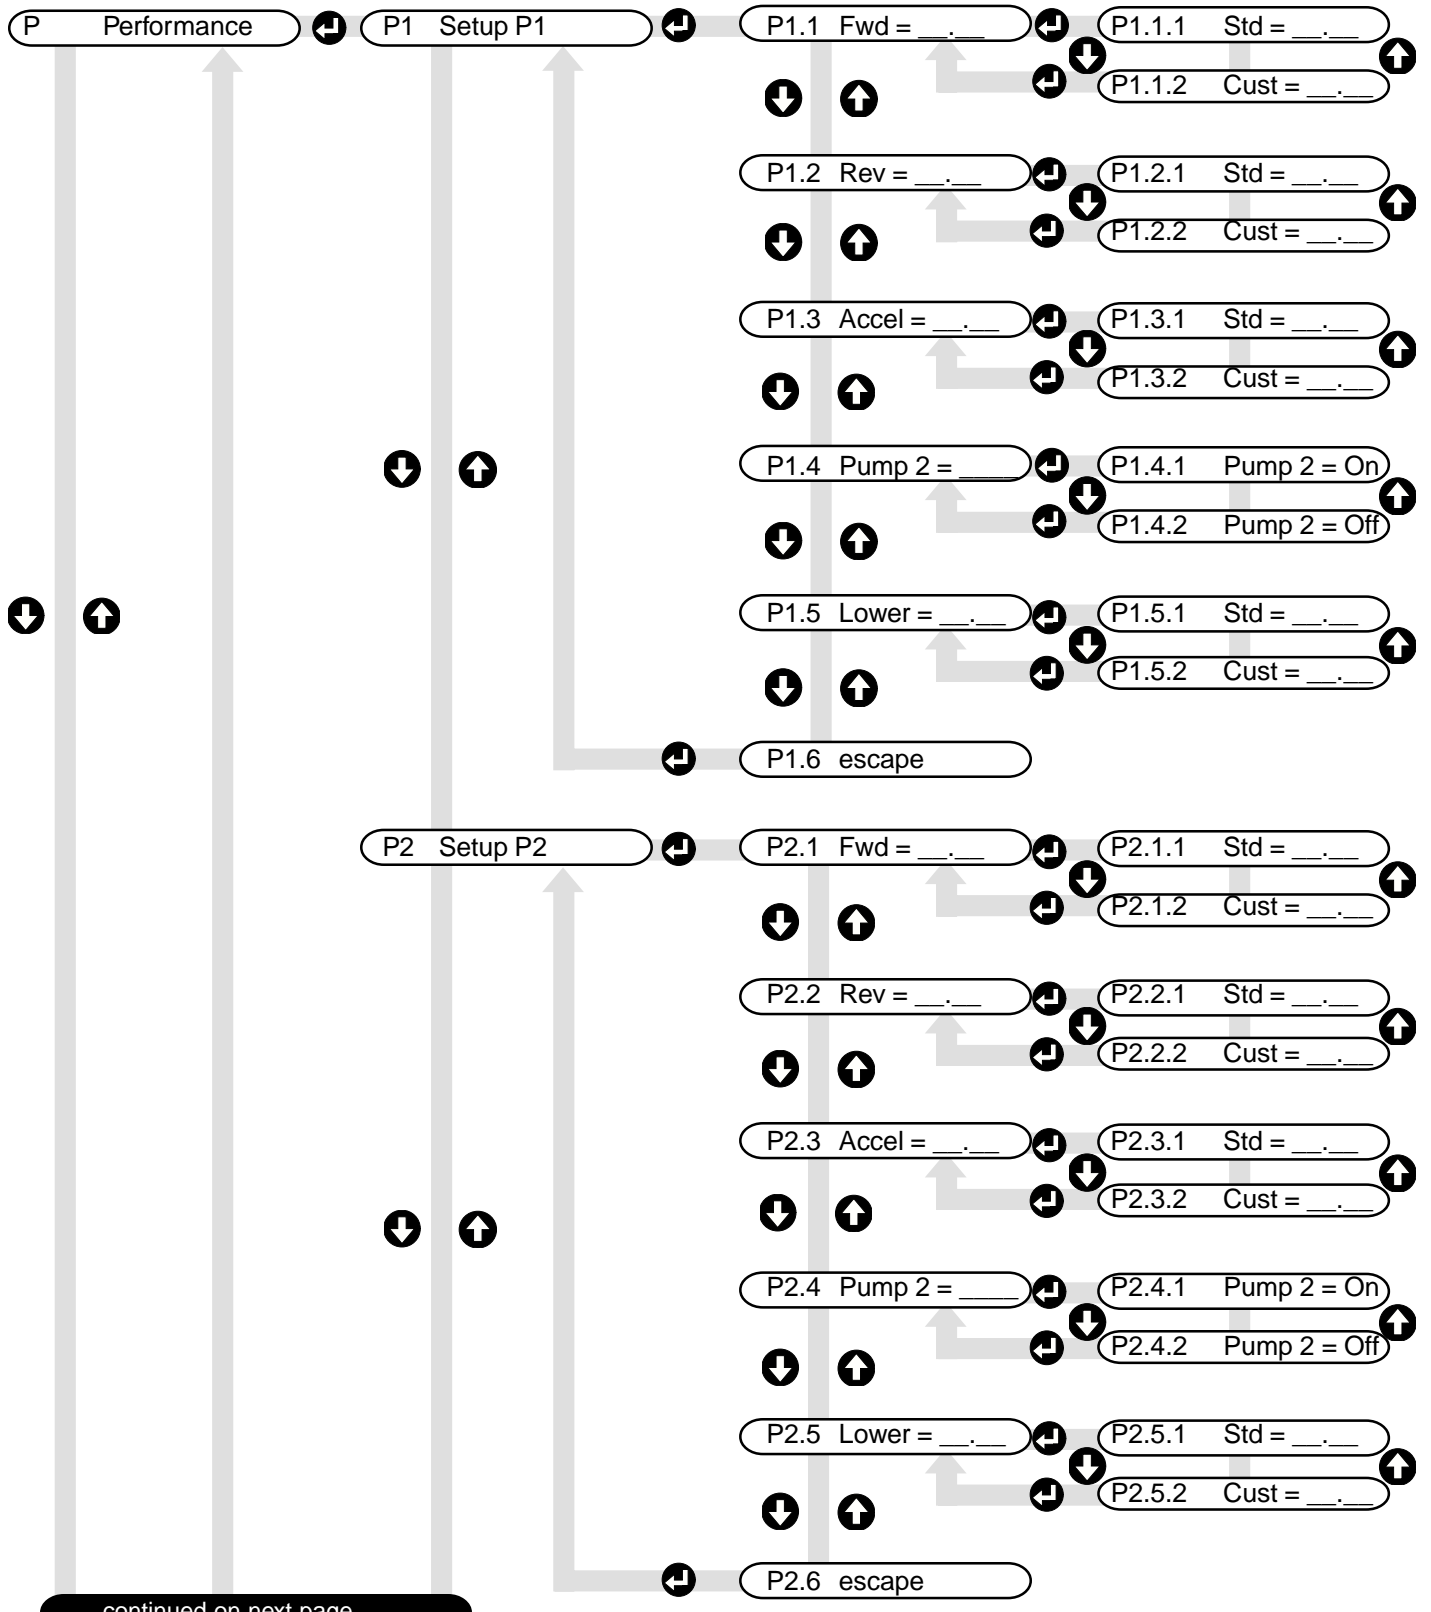 P Performance
P1 Setup P1
P1.1 Fwd = __.__
P1.1.1 Std = __.__
P1.1.2 Cust = __.__
P1.2 Rev = __.__
P1.2.1 Std = __.__
P1.2.2 Cust = __.__
P1.3 Accel = __.__
P1.3.1 Std = __.__
P1.3.2 Cust = __.__
P1.4 Pump 2 = ____
P1.4.1 Pump 2 = On
P1.4.2 Pump 2 = Off
P1.5 Lower = __.__
P1.5.1 Std = __.__
P1.5.2 Cust = __.__
P1.6 escape
P2 Setup P2
P2.1 Fwd = __.__
P2.1.1 Std = __.__
P2.1.2 Cust = __.__
P2.2 Rev = __.__
P2.2.1 Std = __.__
P2.2.2 Cust = __.__
P2.3 Accel = __.__
P2.3.1 Std = __.__
P2.3.2 Cust = __.__
P2.4 Pump 2 = ____
P2.4.1 Pump 2 = On
P2.4.2 Pump 2 = Off
P2.5 Lower = __.__
P2.5.1 Std = __.__
P2.5.2 Cust = __.__
P2.6 escape
continued on next page